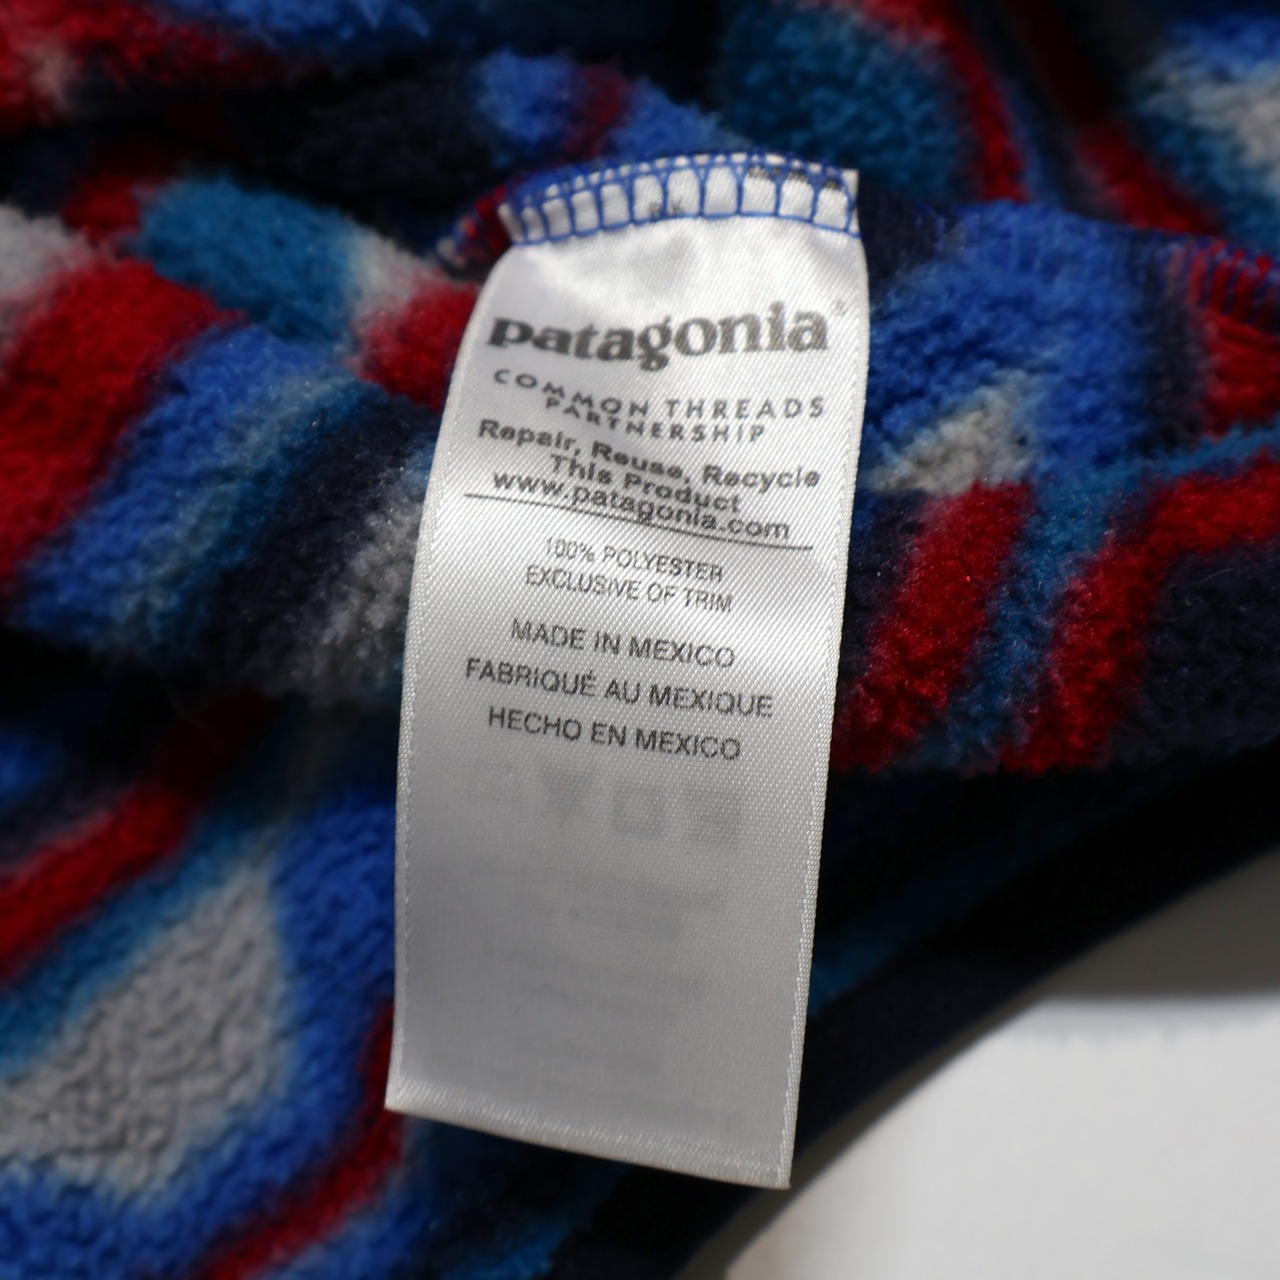 patagonia®
COMMON THREADS
PARTNERSHIP
Repair, Reuse, Recycle
This Product
www.patagonia.com
100% POLYESTER
EXCLUSIVE OF TRIM
MADE IN MEXICO
FABRIQUÉ AU MEXIQUE
HECHO EN MEXICO